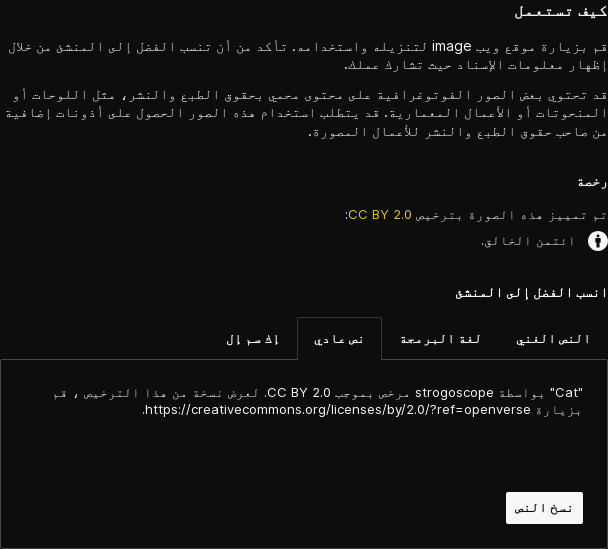 كيف تستعمل
قم بزيارة موقع ويب image لتنزيله واستخدامه. تأكد من أن تنسب الفضل إلى المنشئ من خلال
إظهار معلومات الإسناد حيث تشارك عملك.
قد تحتوي بعض الصور الفوتوغرافية على محتوى محمي بحقوق الطبع والنشر، مثل اللوحات أو
المنحوتات أو الأعمال المعمارية. قد يتطلب استخدام هذه الصور الحصول على أذونات إضافية
من صاحب حقوق الطبع والنشر للأعمال المصورة.
رخصة
تم تمييز هذه الصورة بترخيص CC BY 2.0:
ائتمن الخالق.
انسب الفضل إلى المنشئ
النص الغني
لغة البرمجة
نص عادي
إك سم إل
"Cat" بواسطة strogoscope مرخص بموجب CC BY 2.0. لعرض نسخة من هذا الترخيص ، قم
بزيارة https://creativecommons.org/licenses/by/2.0/?ref=openverse.
نسخ النص